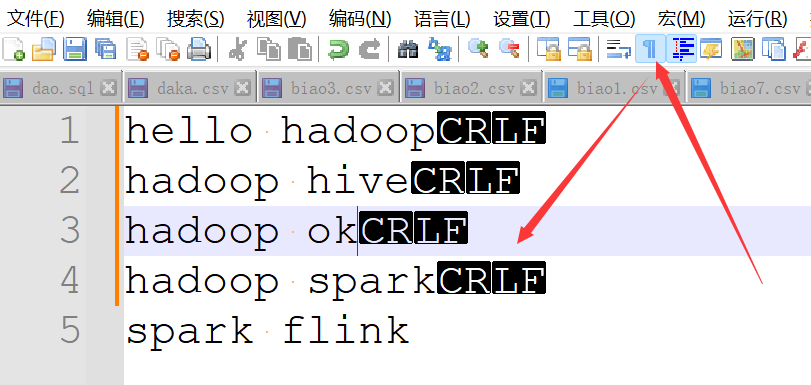 文件(F) 编辑(E) 搜索(S) 视图(V) 编码(N) 语言(L) 设置(T) 工具(O) 宏(M) 运行(R)
dao.sql daka.csv biao3.csv biao2.csv biao1.csv biao7.csv
1 hello hadoopCRLF
2 hadoop hiveCRLF
3 hadoop okCRLF
4 hadoop sparkCRLF
5 spark flink